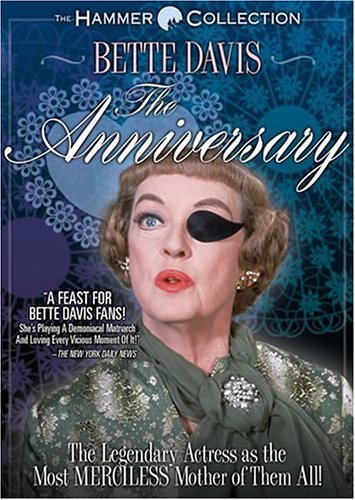 THE HAMMER COLLECTION
BETTE DAVIS
The
Anniversary
"A FEAST FOR
BETTE DAVIS FANS!
She's Playing A Demoniacal Matriarch
And Loving Every Vicious Moment Of It!"
– THE NEW YORK DAILY NEWS
The Legendary Actress as the
Most MERCILESS Mother of Them All!